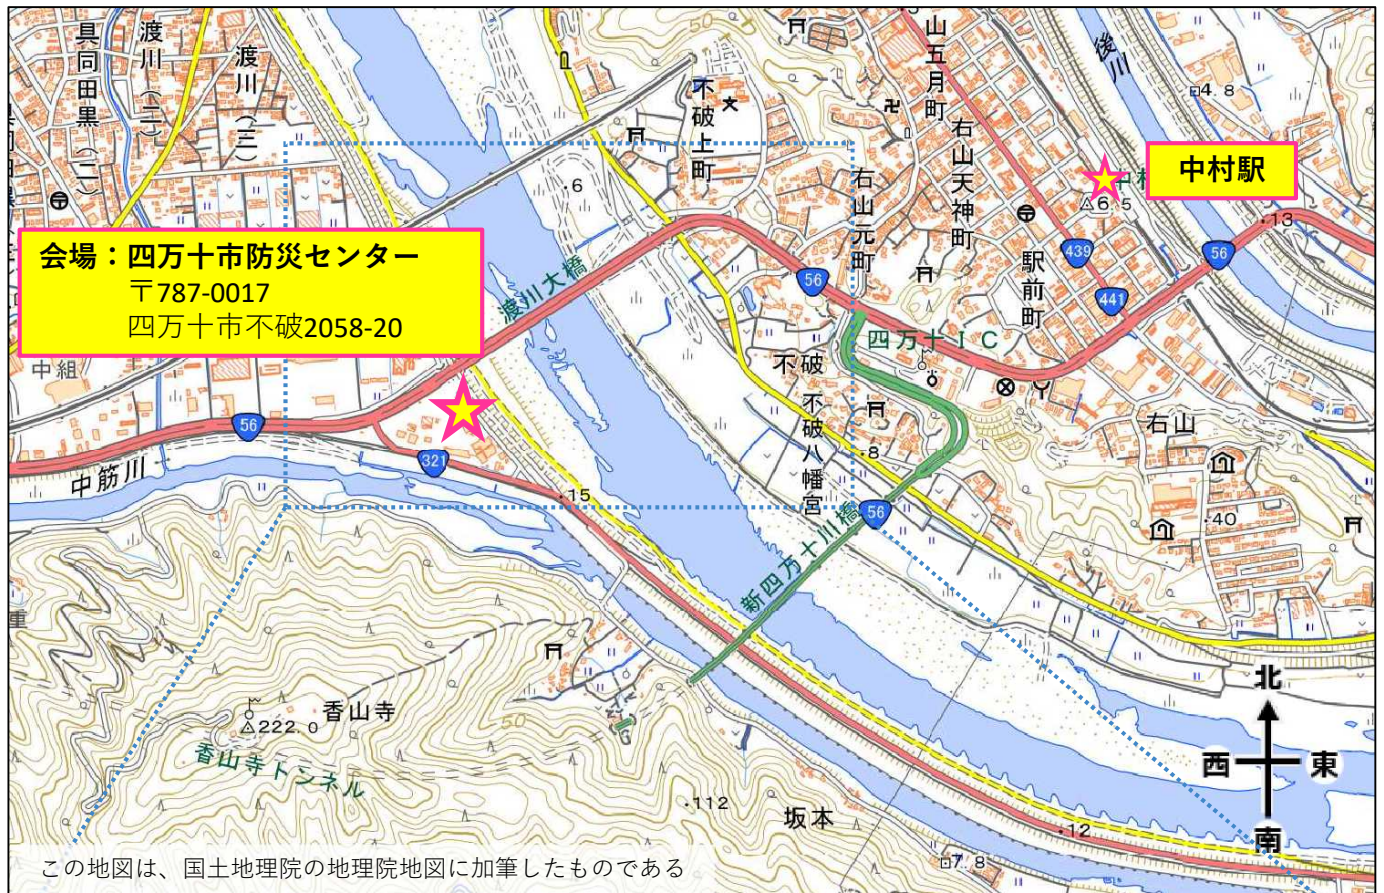 具同田黒(二)
渡川(二)
渡川(三)
不破上町
山五月町
右山天神町
右山元町
後川
4.8
中村駅
6.5
13
439
56
441
駅前町
6
56
渡川大橋
四万十IC
会場：四万十市防災センター
〒787-0017
四万十市不破2058-20
中組
56
321
中筋川
不破
不破八幡宮
8
右山
40
15
56
新四万十川橋
50
香山寺
222.0
香山寺トンネル
112
坂本
12
7.8
北
西
東
南
重
この地図は、国土地理院の地理院地図に加筆したものである